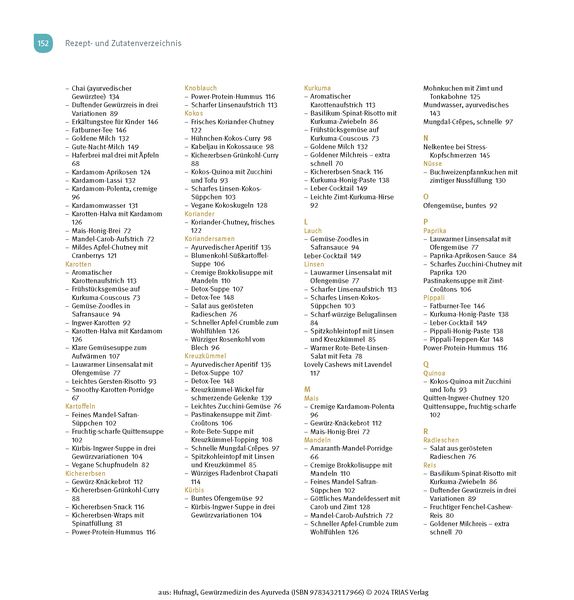 152 Rezept- und Zutatenverzeichnis
– Chai (ayurvedischer
Gewürztee) 134
– Duftender Gewürzreis in drei
Variationen 89
– Erkältungstee für Kinder 146
– Fatburner-Tee 146
– Goldene Milch 132
– Gute-Nacht-Milch 149
– Haferbrei mal drei mit Äpfeln
68
– Kardamom-Aprikosen 124
– Kardamom-Lassi 132
– Kardamom-Polenta, cremige
96
– Kardamomwasser 131
– Karotten-Halva mit Kardamom
126
– Mais-Honig-Brei 72
– Mandel-Carob-Aufstrich 72
– Mildes Apfel-Chutney mit
Cranberrys 121
Karotten
– Aromatischer
Karottenaufstrich 113
– Frühstücksgemüse auf
Kurkuma-Couscous 73
– Gemüse-Zoodles in
Safransauce 94
– Ingwer-Karotten 92
– Karotten-Halva mit Kardamom
126
– Klare Gemüsesuppe zum
Aufwärmen 107
– Lauwarmer Linsensalat mit
Ofengemüse 77
– Leichtes Gersten-Risotto 93
– Smoothy-Karotten-Porridge
67
Kartoffeln
– Feines Mandel-Safran-
Süppchen 102
– Fruchtig-scharfe Quittensuppe
102
– Kürbis-Ingwer-Suppe in drei
Gewürzvariationen 104
– Vegane Schupfnudeln 82
Kichererbsen
– Gewürz-Knäckebrot 112
– Kichererbsen-Grünkohl-Curry
88
– Kichererbsen-Snack 116
– Kichererbsen-Wraps mit
Spinatfüllung 81
– Power-Protein-Hummus 116
Knoblauch
– Power-Protein-Hummus 116
– Scharfer Linsenaufstrich 113
Kokos
– Frisches Koriander-Chutney
122
– Hühnchen-Kokos-Curry 98
– Kabeljau in Kokossauce 98
– Kichererbsen-Grünkohl-Curry
88
– Kokos-Quinoa mit Zucchini
und Tofu 93
– Scharfes Linsen-Kokos-
Süppchen 103
– Vegane Kokoskugeln 128
Koriander
– Koriander-Chutney, frisches
122
Koriandersamen
– Ayurvedischer Aperitif 135
– Blumenkohl-Süßkartoffel-
Suppe 106
– Cremige Brokkolisuppe mit
Mandeln 110
– Detox-Suppe 107
– Detox-Tee 148
– Salat aus gerösteten
Radieschen 76
– Schneller Apfel-Crumble zum
Wohlfühlen 126
– Würziger Rosenkohl vom
Blech 96
Kreuzkümmel
– Ayurvedischer Aperitif 135
– Detox-Suppe 107
– Detox-Tee 148
– Kreuzkümmel-Wickel für
schmerzende Gelenke 139
– Leichtes Zucchini-Gemüse 76
– Pastinakensuppe mit Zimt-
Croûtons 106
– Rote-Bete-Suppe mit
Kreuzkümmel-Topping 108
– Schnelle Mungdal-Crêpes 97
– Spitzkohleintopf mit Linsen
und Kreuzkümmel 85
– Würziges Fladenbrot Chapati
114
Kürbis
– Buntes Ofengemüse 92
– Kürbis-Ingwer-Suppe in drei
Gewürzvariationen 104
Kurkuma
– Aromatischer
Karottenaufstrich 113
– Basilikum-Spinat-Risotto mit
Kurkuma-Zwiebeln 86
– Frühstücksgemüse auf
Kurkuma-Couscous 73
– Goldene Milch 132
– Goldener Milchreis – extra
schnell 70
– Kichererbsen-Snack 116
– Kurkuma-Honig-Paste 138
– Leber-Cocktail 149
– Leichte Zimt-Kurkuma-Hirse
92
L
Lauch
– Gemüse-Zoodles in
Safransauce 94
Leber-Cocktail 149
Linsen
– Lauwarmer Linsensalat mit
Ofengemüse 77
– Scharfer Linsenaufstrich 113
– Scharfes Linsen-Kokos-
Süppchen 103
– Scharf-würzige Belugalinsen
84
– Spitzkohleintopf mit Linsen
und Kreuzkümmel 85
– Warmer Rote-Bete-Linsen-
Salat mit Feta 78
Lovely Cashews mit Lavendel
117
M
Mais
– Cremige Kardamom-Polenta
96
– Gewürz-Knäckebrot 112
– Mais-Honig-Brei 72
Mandeln
– Amaranth-Mandel-Porridge
66
– Cremige Brokkolisuppe mit
Mandeln 110
– Feines Mandel-Safran-
Süppchen 102
– Göttliches Mandeldessert mit
Carob und Zimt 128
– Mandel-Carob-Aufstrich 72
– Schneller Apfel-Crumble zum
Wohlfühlen 126
Mohnkuchen mit Zimt und
Tonkabohne 125
Mundwasser, ayurvedisches
143
Mungdal-Crêpes, schnelle 97
N
Nelkentee bei Stress-
Kopfschmerzen 145
Nüsse
– Buchweizenpfannkuchen mit
zimtiger Nussfüllung 130
O
Ofengemüse, buntes 92
P
Paprika
– Lauwarmer Linsensalat mit
Ofengemüse 77
– Paprika-Aprikosen-Sauce 84
– Scharfes Zucchini-Chutney mit
Paprika 120
Pastinakensuppe mit Zimt-
Croûtons 106
Pippali
– Fatburner-Tee 146
– Kurkuma-Honig-Paste 138
– Leber-Cocktail 149
– Pippali-Honig-Paste 138
– Pippali-Treppen-Kur 148
Power-Protein-Hummus 116
Q
Quinoa
– Kokos-Quinoa mit Zucchini
und Tofu 93
Quitten-Ingwer-Chutney 120
Quittensuppe, fruchtig-scharfe
102
R
Radieschen
– Salat aus gerösteten
Radieschen 76
Reis
– Basilikum-Spinat-Risotto mit
Kurkuma-Zwiebeln 86
– Duftender Gewürzreis in drei
Variationen 89
– Fruchtiger Fenchel-Cashew-
Reis 80
– Goldener Milchreis – extra
schnell 70
aus: Hufnagl, Gewürzmedizin des Ayurveda (ISBN 9783432117966) © 2024 TRIAS Verlag